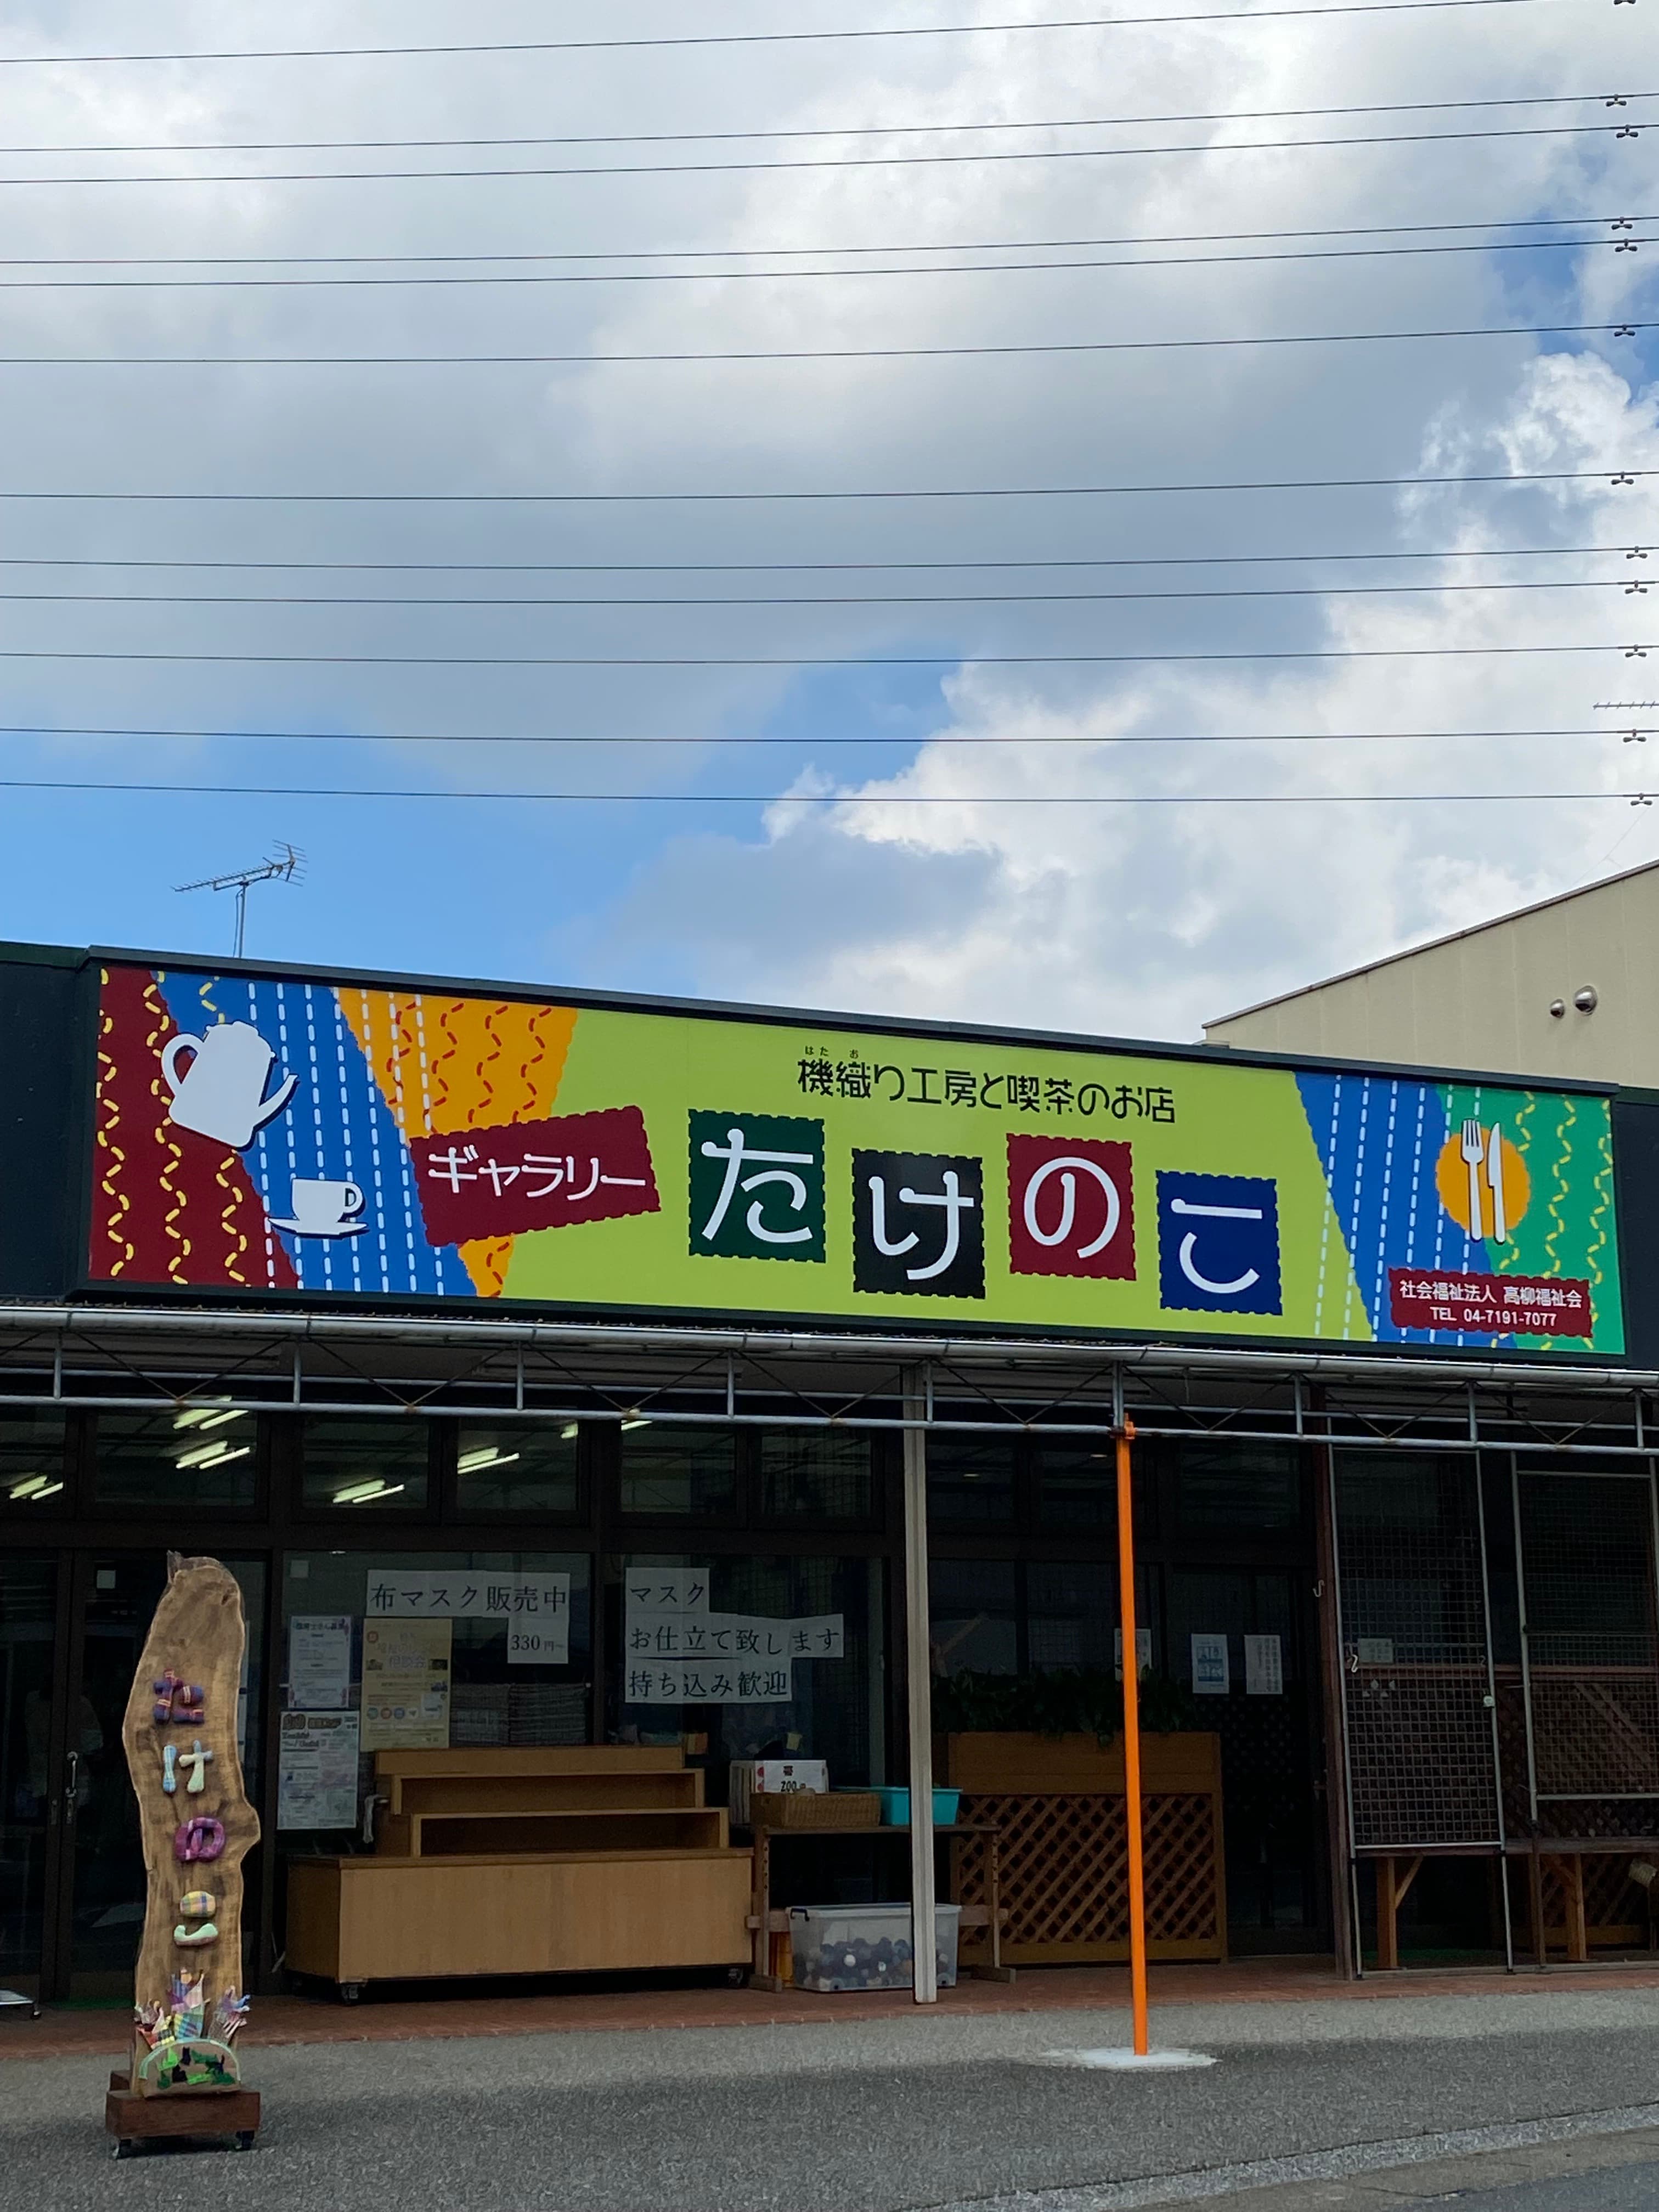 はた お
機織り工房と喫茶のお店
ギャラリー
たけのこ
社会福祉法人 高柳福祉会
TEL 04-7191-7077
布マスク販売中
330円~
マスク
お仕立て致します
持ち込み歓迎
相談会
200
たけのこ